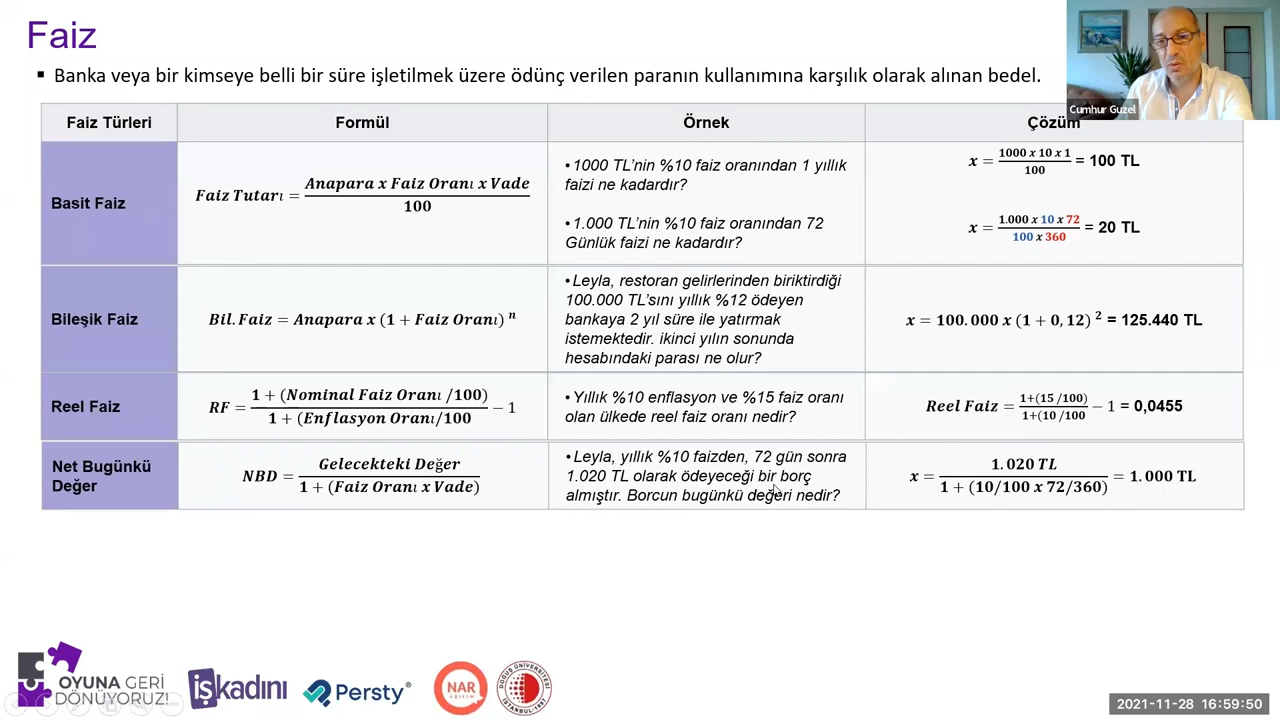 Faiz
▪ Banka veya bir kimseye belli bir süre işletilmek üzere ödünç verilen paranın kullanımına karşılık olarak alınan bedel.
Cumhur Guzel
Faiz Türleri
Formül
Örnek
Çözüm
Basit Faiz
Faiz Tutarı = Anapara x Faiz Oranı x Vade / 100
•1000 TL’nin %10 faiz oranından 1 yıllık
faizi ne kadardır?
•1.000 TL’nin %10 faiz oranından 72
Günlük faizi ne kadardır?
x = 1000 x 10 x 1 / 100 = 100 TL
x = 1.000 x 10 x 72 / 100 x 360 = 20 TL
Bileşik Faiz
Bil. Faiz = Anapara x (1 + Faiz Oranı) ⁿ
•Leyla, restoran gelirlerinden biriktirdiği
100.000 TL’sını yıllık %12 ödeyen
bankaya 2 yıl süre ile yatırmak
istemektedir. ikinci yılın sonunda
hesabındaki parası ne olur?
x = 100.000 x (1 + 0,12) ² = 125.440 TL
Reel Faiz
RF = 1 + (Nominal Faiz Oranı /100) / 1 + (Enflasyon Oranı/100 − 1
•Yıllık %10 enflasyon ve %15 faiz oranı
olan ülkede reel faiz oranı nedir?
Reel Faiz = 1+(15 /100) / 1+(10 /100 − 1 = 0,0455
Net Bugünkü
Değer
NBD = Gelecekteki Değer / 1 + (Faiz Oranı x Vade)
•Leyla, yıllık %10 faizden, 72 gün sonra
1.020 TL olarak ödeyeceği bir borç
almıştır. Borcun bugünkü değeri nedir?
x = 1.020 TL / 1 + (10/100 x 72/360) = 1.000 TL
OYUNA GERİ
DÖNÜYORUZ!
işkadını
Persty
NAR
eğitim
DOĞUŞ ÜNİVERSİTESİ
İSTANBUL-1997
2021-11-28 16:59:50